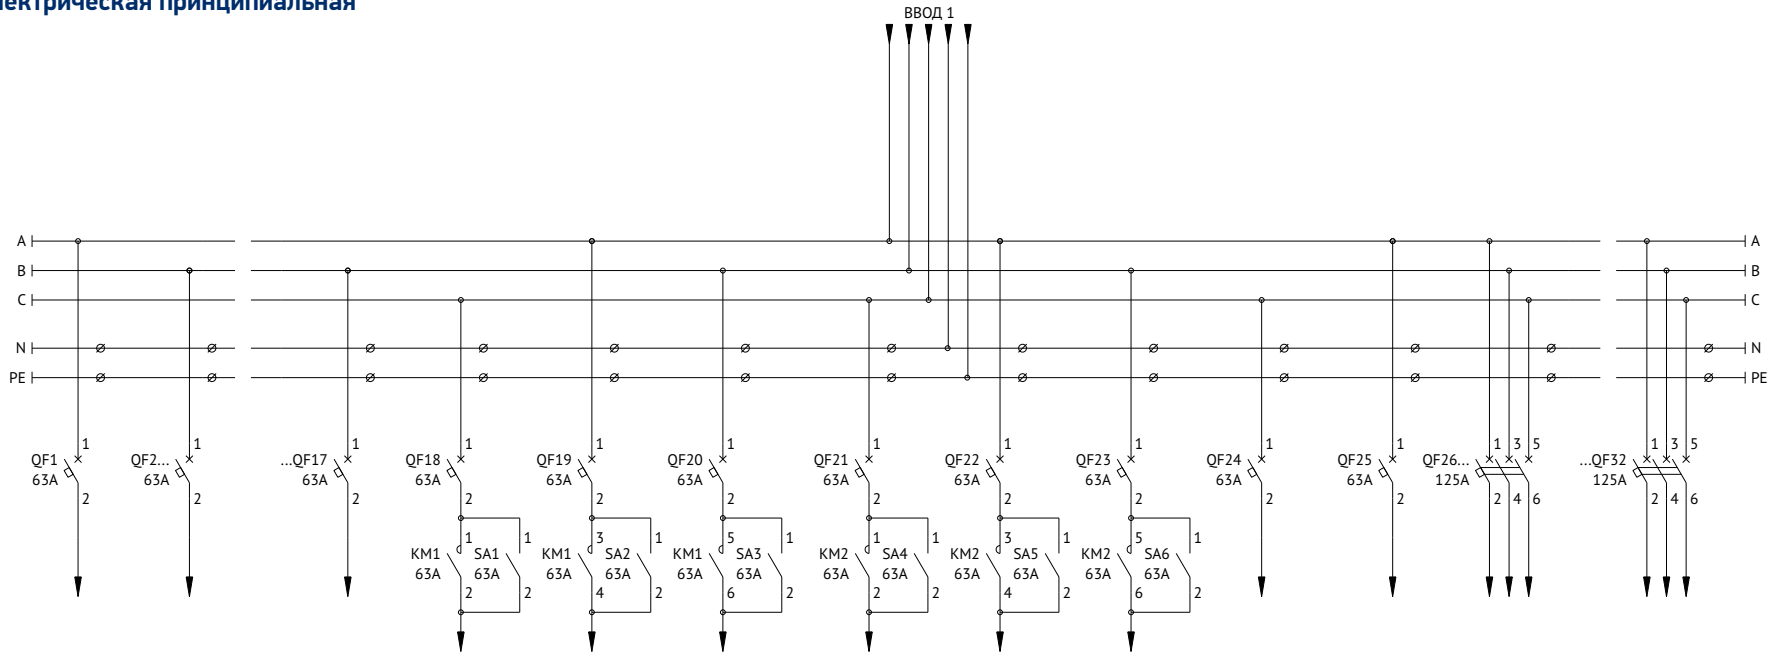 лектрическая принципиальная
ВВОД 1
A A
B B
C C
N N
PE PE
1 1 1 1 1 1 1 1 1 1 1 1 3 5 1 3 5
QF1 QF2... ...QF17 QF18 QF19 QF20 QF21 QF22 QF23 QF24 QF25 QF26... ...QF32
63A 63A 63A 63A 63A 63A 63A 63A 63A 63A 63A 125A 125A
2 2 2 2 2 2 2 2 2 2 2 2 4 6 2 4 6
1 1 3 1 5 1 1 1 3 1 5 1
KM1 SA1 KM1 SA2 KM1 SA3 KM2 SA4 KM2 SA5 KM2 SA6
63A 63A 63A 63A 63A 63A 63A 63A 63A 63A 63A 63A
2 2 4 2 6 2 2 2 4 2 6 2